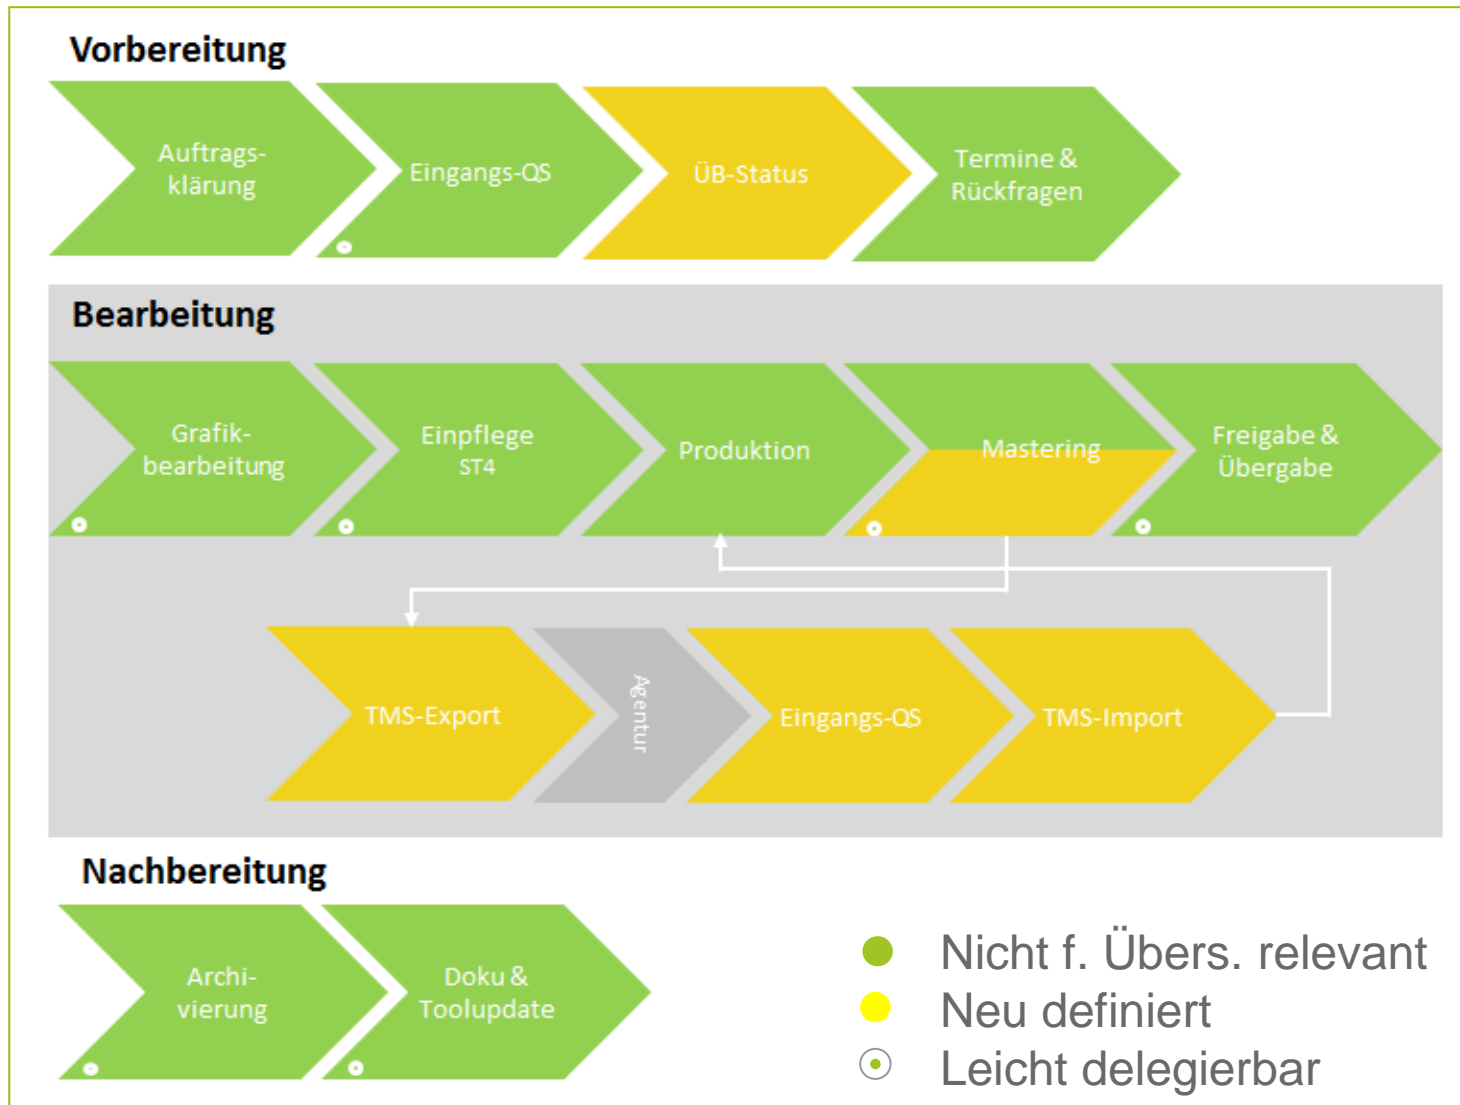 Vorbereitung
Auftrags-
klärung
Eingangs-QS
ÜB-Status
Termine &
Rückfragen
Bearbeitung
Grafik-
bearbeitung
Einpflege
ST4
Produktion
Mastering
Freigabe &
Übergabe
TMS-Export
Agentur
Eingangs-QS
TMS-Import
Nachbereitung
Archi-
vierung
Doku &
Toolupdate
Nicht f. Übers. relevant
Neu definiert
Leicht delegierbar